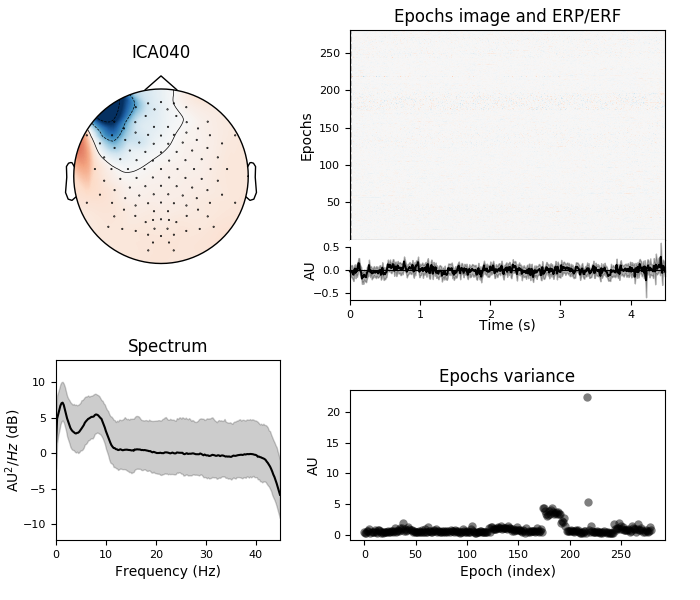 ICA040
Epochs image and ERP/ERF
Epochs
250
200
150
100
50
AU
0.5
0.0
−0.5
0 1 2 3 4
Time (s)
Spectrum
AU²/Hz (dB)
10
5
0
−5
−10
0 10 20 30 40
Frequency (Hz)
Epochs variance
AU
20
15
10
5
0
0 50 100 150 200 250
Epoch (index)